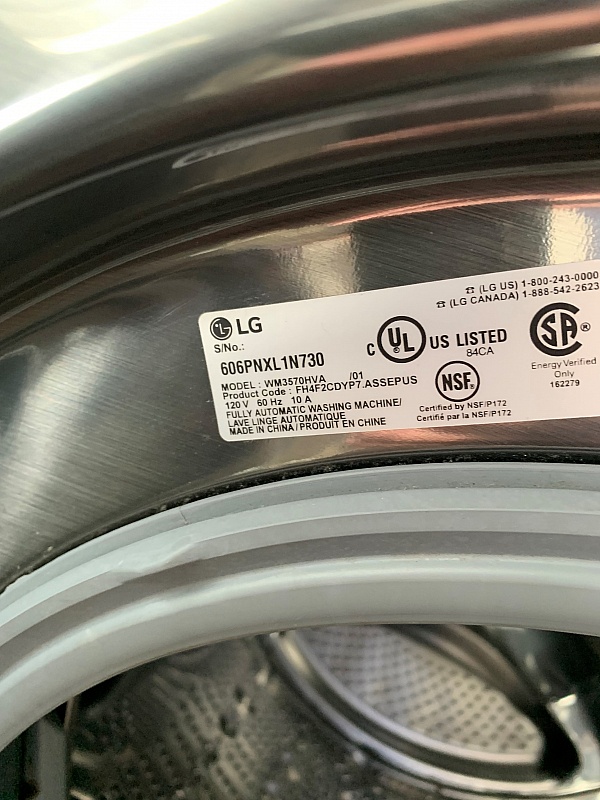 ☎ (LG US) 1-800-243-0000
☎ (LG CANADA) 1-888-542-2623
LG
S/No.:
606PNXL1N730
C UL US LISTED
84CA
CSA ®
Energy Verified
Only
162279
MODEL : WM3570HVA /01
Product Code : FH4F2CDYP7.ASSEPUS
120 V 60 Hz 10 A
FULLY AUTOMATIC WASHING MACHINE/
LAVE LINGE AUTOMATIQUE
MADE IN CHINA / PRODUIT EN CHINE
NSF.
Certified by NSF/P172
Certifié par la NSF/P172